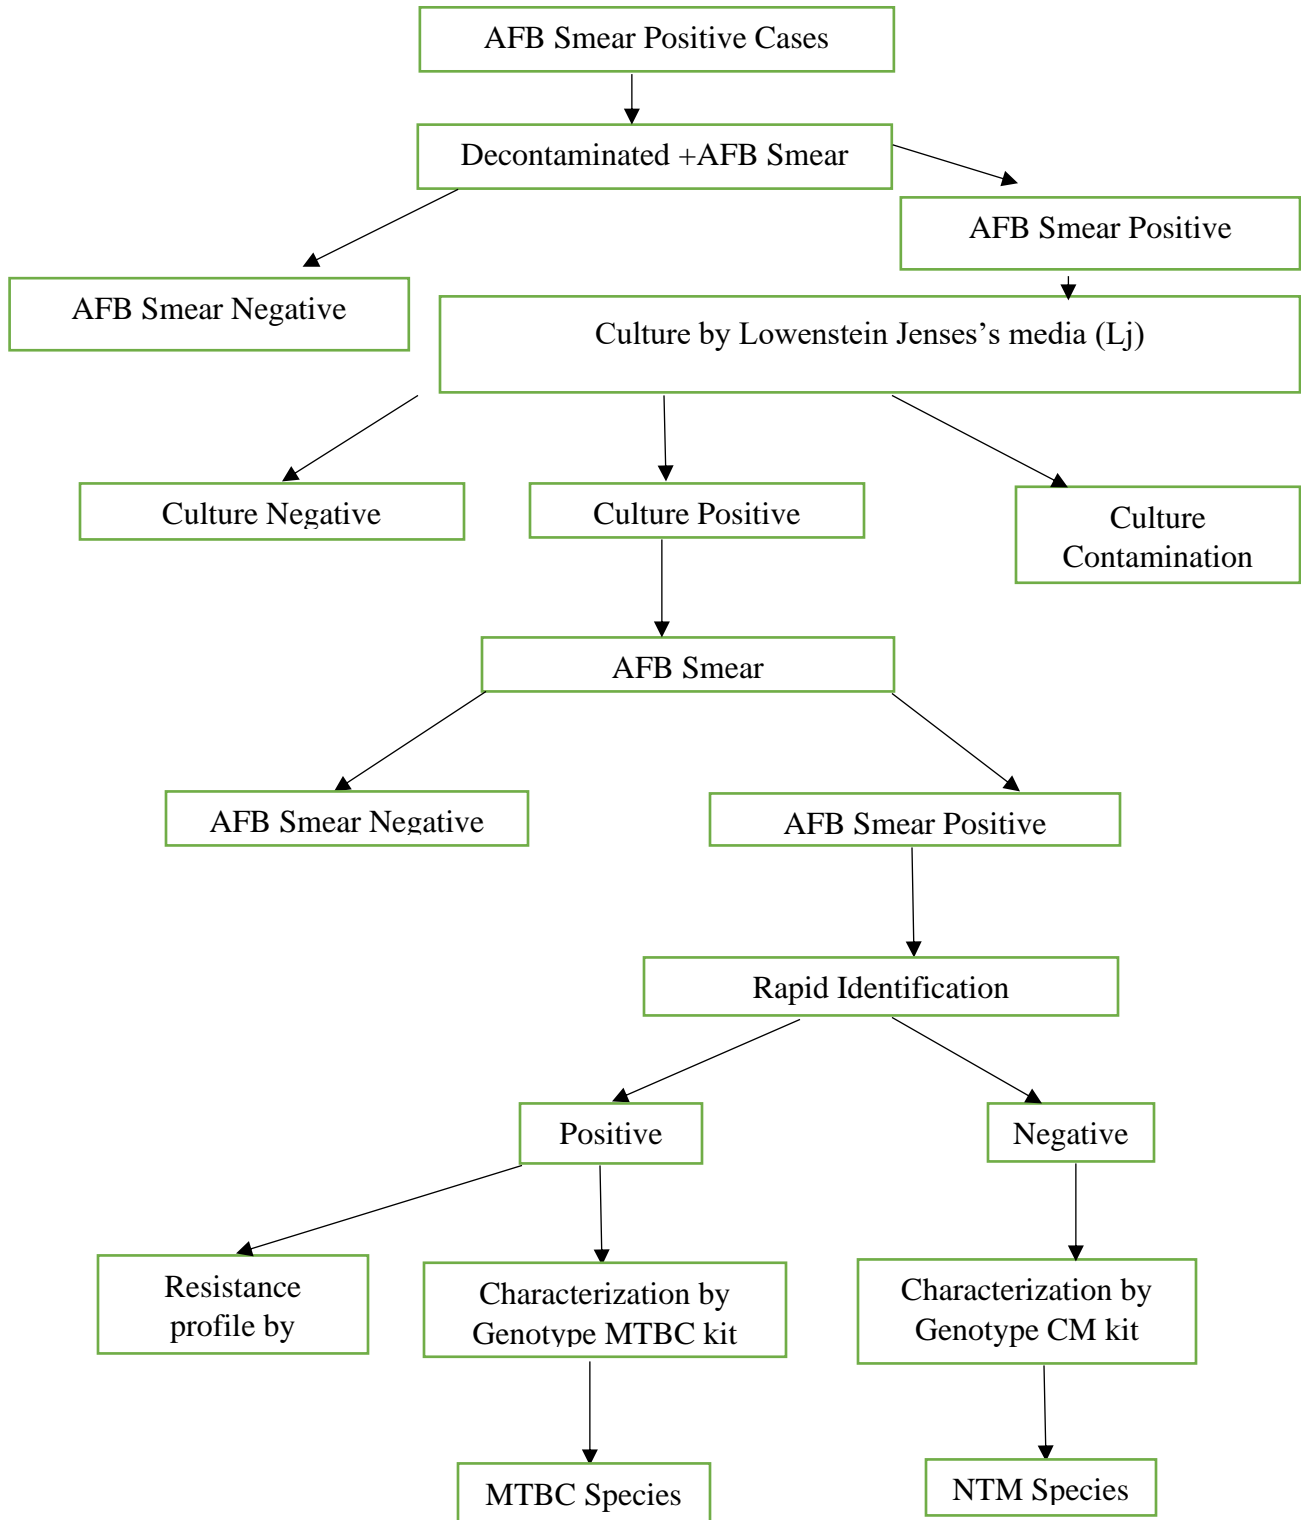 AFB Smear Positive Cases
Decontaminated +AFB Smear
AFB Smear Positive
AFB Smear Negative
Culture by Lowenstein Jenses’s media (Lj)
Culture Negative
Culture Positive
Culture
Contamination
AFB Smear
AFB Smear Negative
AFB Smear Positive
Rapid Identification
Positive
Negative
Resistance
profile by
Characterization by
Genotype MTBC kit
Characterization by
Genotype CM kit
MTBC Species
NTM Species